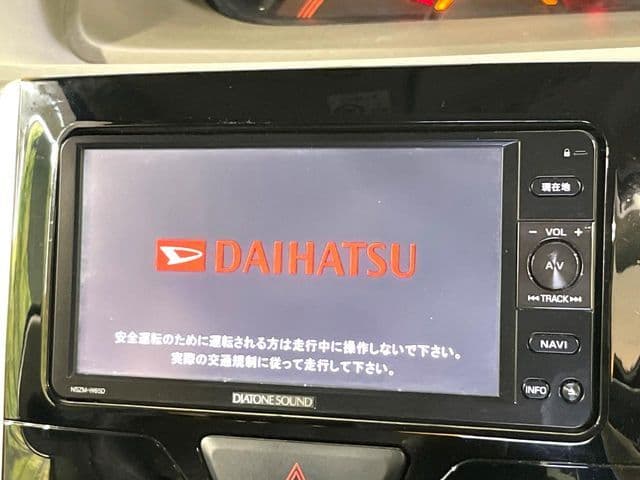 DAIHATSU
安全運転のために運転される方は走行中に操作しないで下さい。
実際の交通規制に従って走行して下さい。
NSZM-W65D
DIATONE SOUND
現在地
− VOL +
A/V
⏮ TRACK ⏭
NAVI
INFO